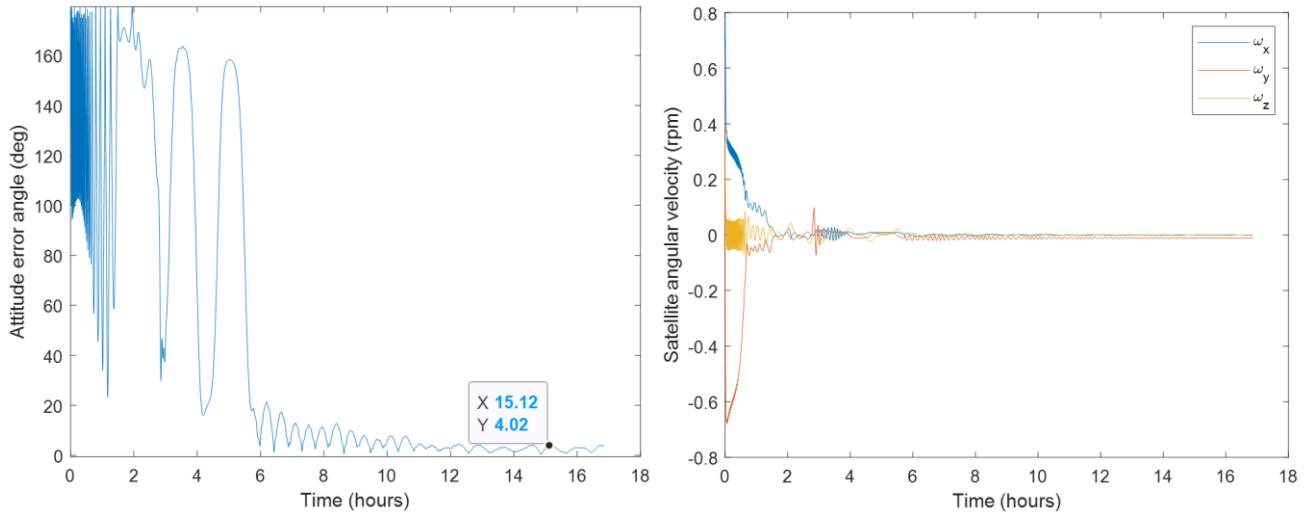 160
140
120
100
80
60
40
20
0
Attitude error angle (deg)
X 15.12
Y 4.02
0 2 4 6 8 10 12 14 16 18
Time (hours)
0.8
0.6
0.4
0.2
0
-0.2
-0.4
-0.6
-0.8
Satellite angular velocity (rpm)
ω_x
ω_y
ω_z
0 2 4 6 8 10 12 14 16 18
Time (hours)